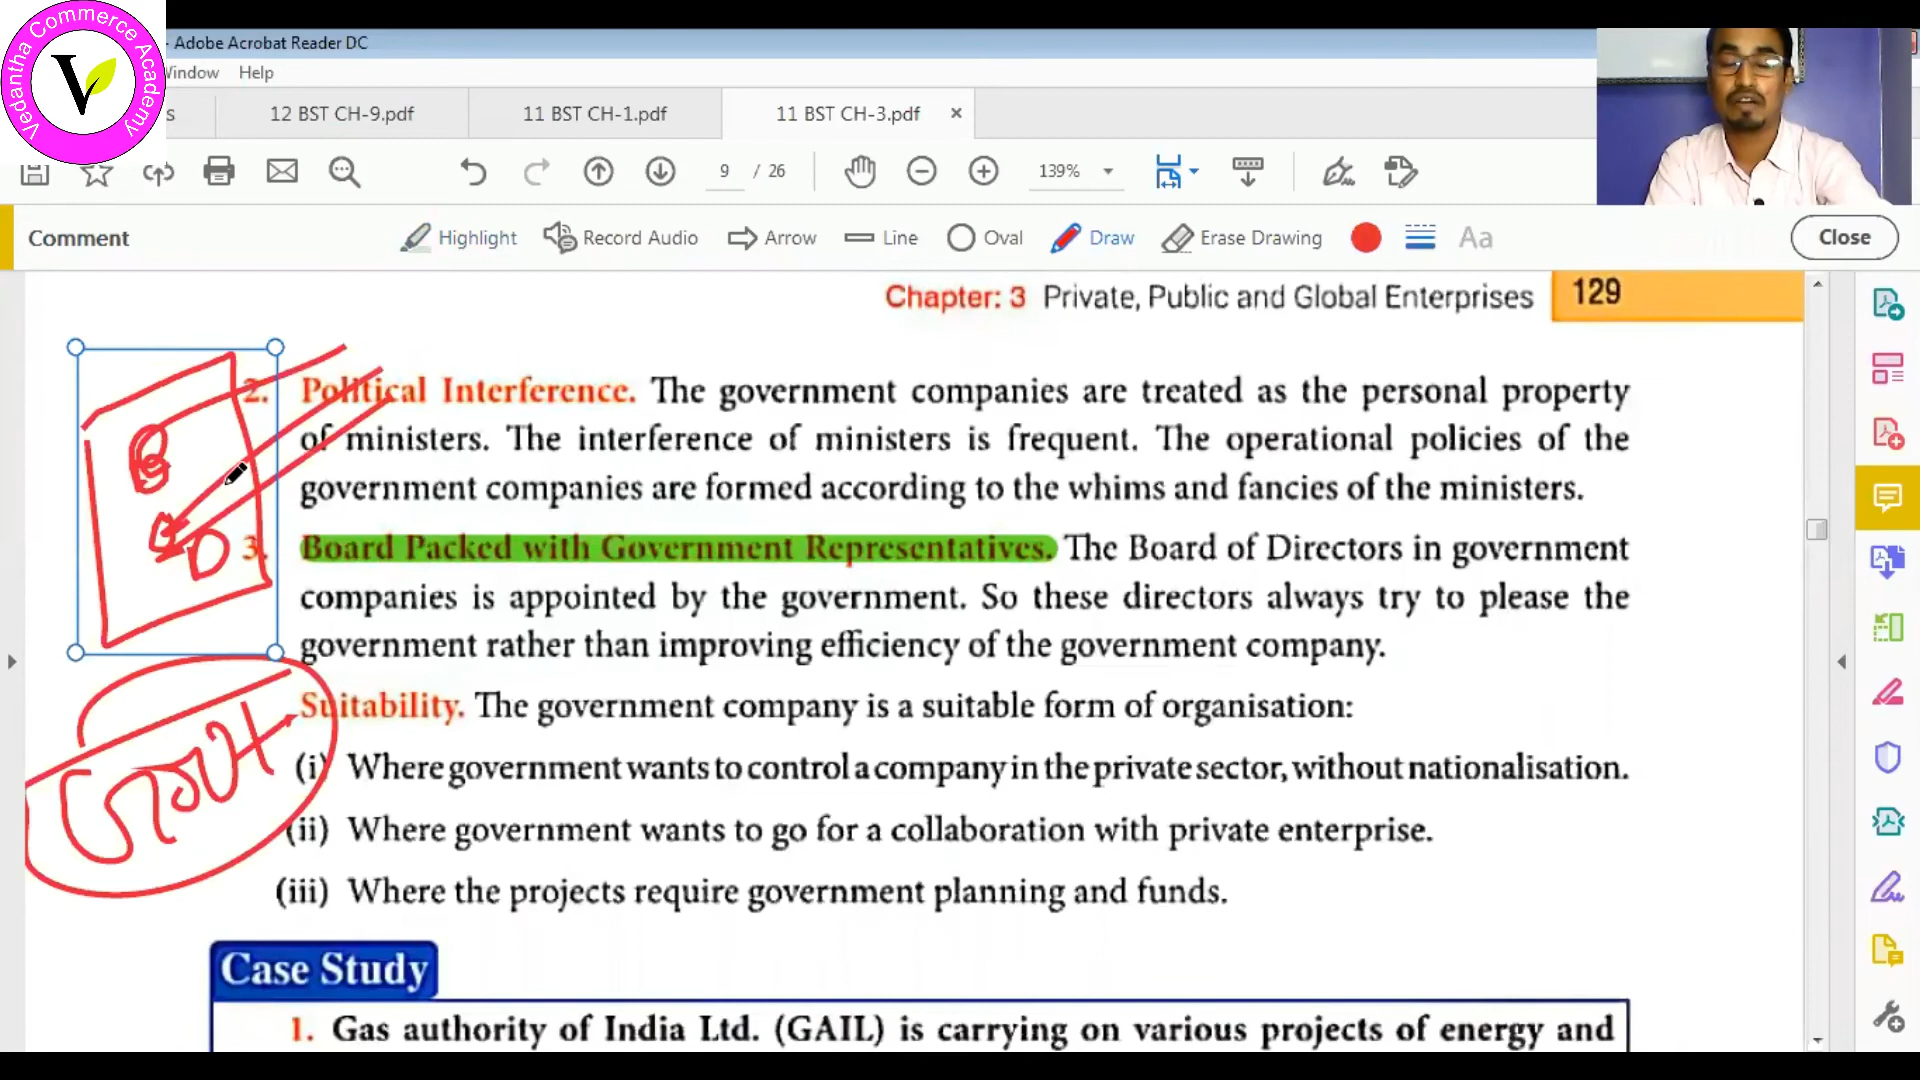 Vedantha Commerce Academy
V
- Adobe Acrobat Reader DC
Window Help
s 12 BST CH-9.pdf 11 BST CH-1.pdf 11 BST CH-3.pdf ×
9 / 26 139%
Comment Highlight Record Audio Arrow Line Oval Draw Erase Drawing Aa Close
Chapter: 3 Private, Public and Global Enterprises 129
2. Political Interference. The government companies are treated as the personal property
of ministers. The interference of ministers is frequent. The operational policies of the
government companies are formed according to the whims and fancies of the ministers.
3. Board Packed with Government Representatives. The Board of Directors in government
companies is appointed by the government. So these directors always try to please the
government rather than improving efficiency of the government company.
Suitability. The government company is a suitable form of organisation:
(i) Where government wants to control a company in the private sector, without nationalisation.
Govt
(ii) Where government wants to go for a collaboration with private enterprise.
(iii) Where the projects require government planning and funds.
Case Study
1. Gas authority of India Ltd. (GAIL) is carrying on various projects of energy and